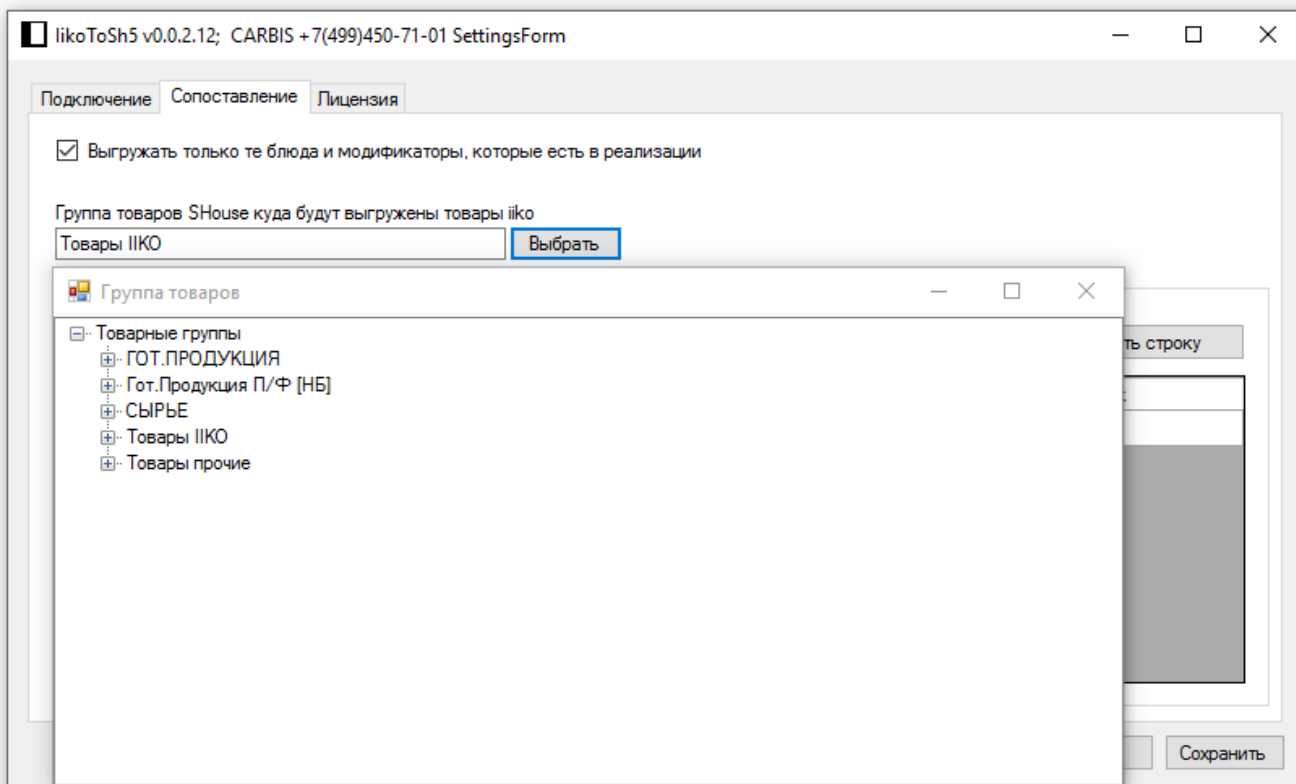 IikoToSh5 v0.0.2.12; CARBIS +7(499)450-71-01 SettingsForm
Подключение Сопоставление Лицензия
Выгружать только те блюда и модификаторы, которые есть в реализации
Группа товаров SHouse куда будут выгружены товары iiko
Товары IIKO Выбрать
Группа товаров
Товарные группы
ть строку
ГОТ.ПРОДУКЦИЯ
Гот.Продукция П/Ф [НБ]
СЫРЬЕ
Товары IIKO
Товары прочие
Сохранить